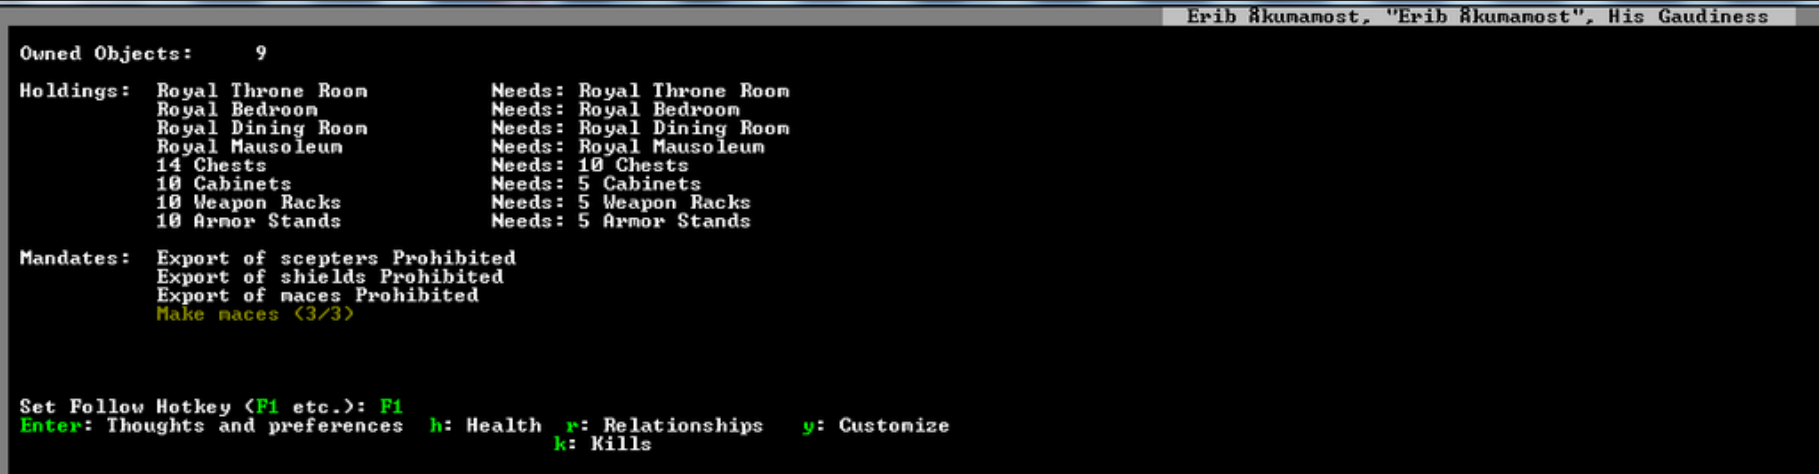 Erib Åkumamost, "Erib Åkumamost", His Gaudiness
Owned Objects: 9
Holdings: Royal Throne Room Needs: Royal Throne Room
Royal Bedroom Needs: Royal Bedroom
Royal Dining Room Needs: Royal Dining Room
Royal Mausoleum Needs: Royal Mausoleum
14 Chests Needs: 10 Chests
10 Cabinets Needs: 5 Cabinets
10 Weapon Racks Needs: 5 Weapon Racks
10 Armor Stands Needs: 5 Armor Stands
Mandates: Export of scepters Prohibited
Export of shields Prohibited
Export of maces Prohibited
Make maces (3/3)
Set Follow Hotkey (F1 etc.): F1
Enter: Thoughts and preferences h: Health r: Relationships y: Customize
k: Kills